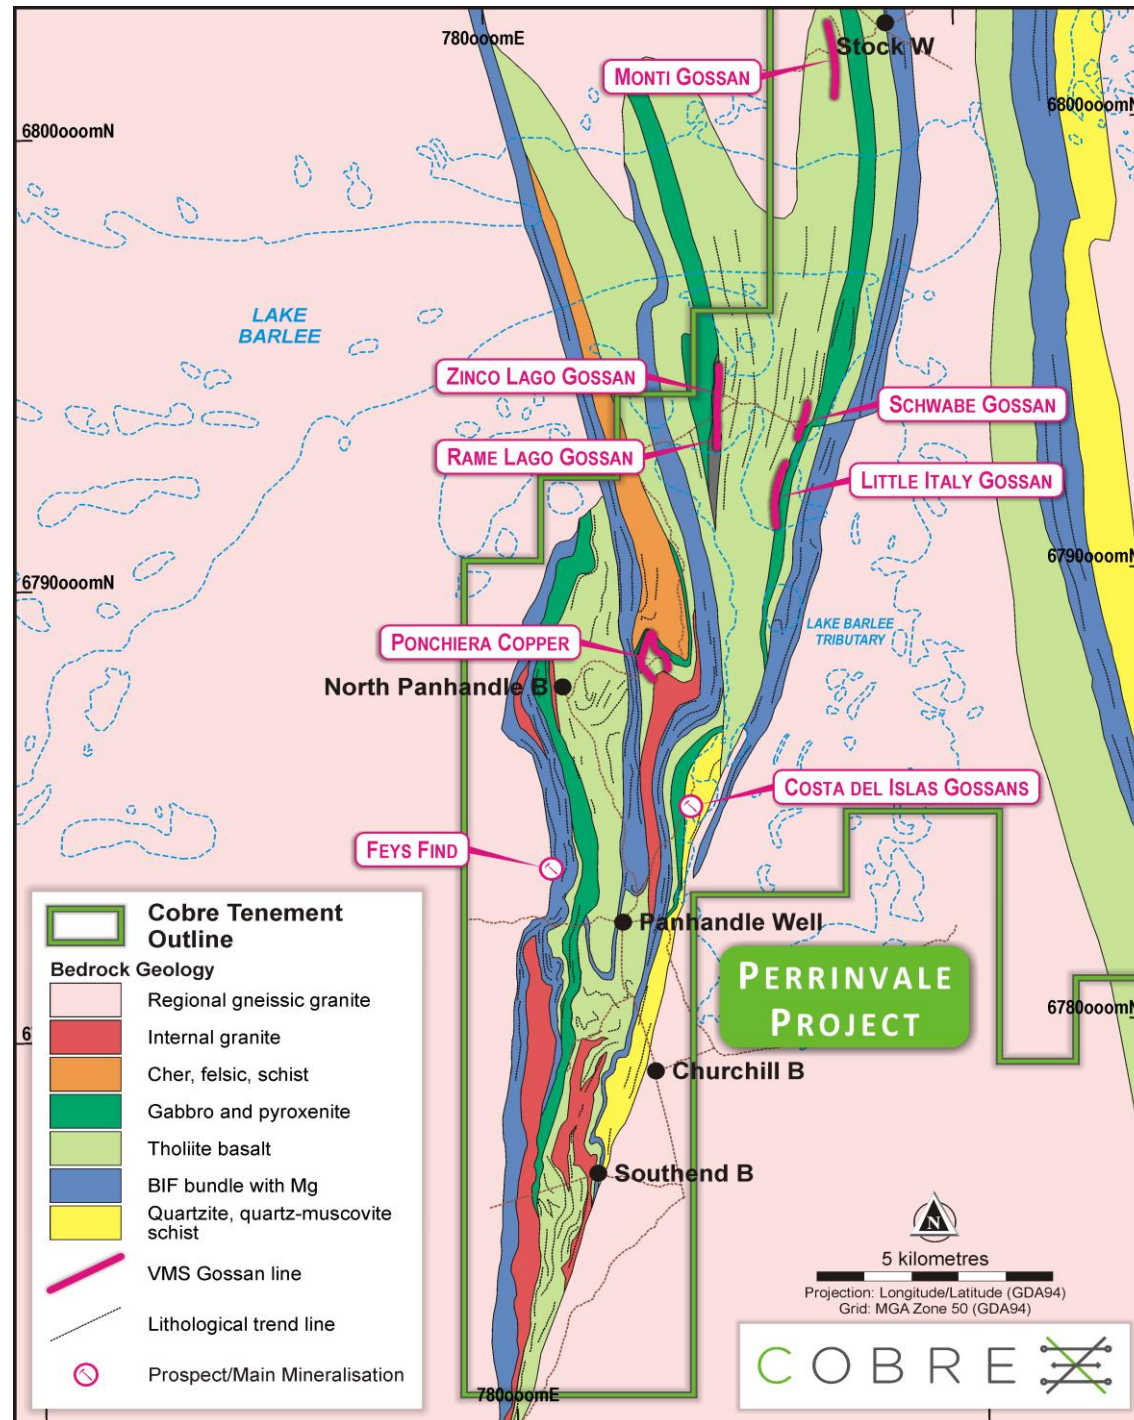 780000mE
Stock W
MONTI GOSSAN
6800000mN
6800000mN
LAKE
BARLEE
ZINCO LAGO GOSSAN
SCHWABE GOSSAN
RAME LAGO GOSSAN
LITTLE ITALY GOSSAN
6790000mN
6790000mN
LAKE BARLEE
TRIBUTARY
PONCHIERA COPPER
North Panhandle B
COSTA DEL ISLAS GOSSANS
FEYS FIND
Panhandle Well
PERRINVALE
PROJECT
6780000mN
Churchill B
Southend B
Cobre Tenement
Outline
Bedrock Geology
Regional gneissic granite
Internal granite
Cher, felsic, schist
Gabbro and pyroxenite
Tholiite basalt
BIF bundle with Mg
Quartzite, quartz-muscovite
schist
VMS Gossan line
Lithological trend line
Prospect/Main Mineralisation
N
5 kilometres
Projection: Longitude/Latitude (GDA94)
Grid: MGA Zone 50 (GDA94)
COBRE
780000mE